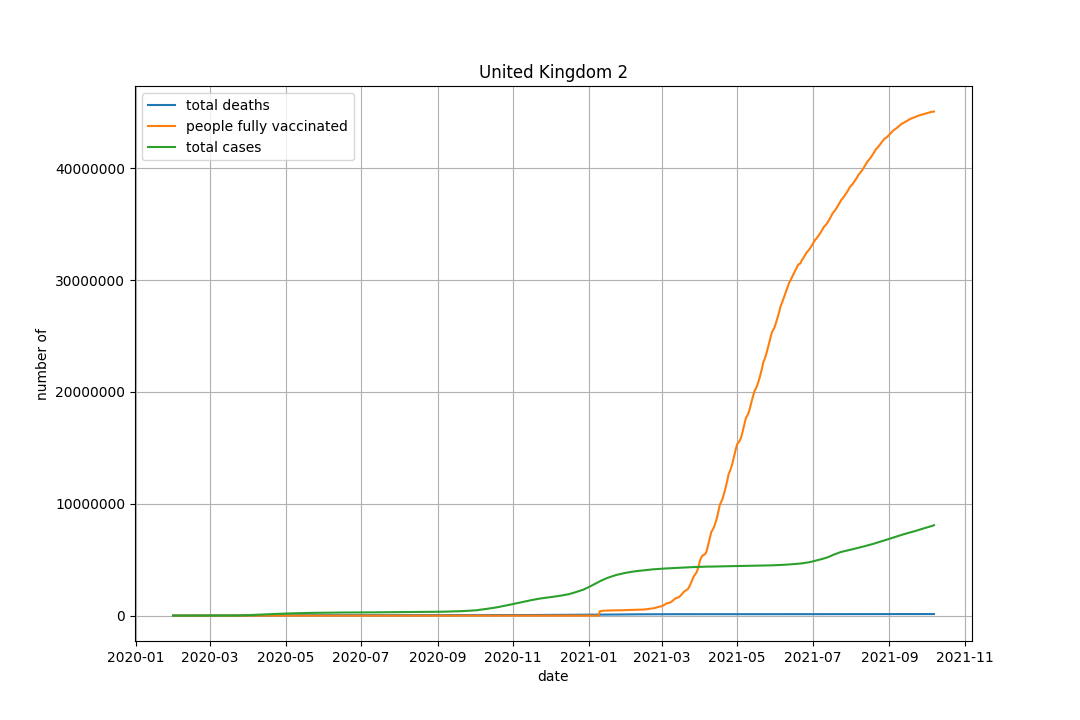 United Kingdom 2
total deaths
people fully vaccinated
total cases
number of
40000000
30000000
20000000
10000000
0
2020-01 2020-03 2020-05 2020-07 2020-09 2020-11 2021-01 2021-03 2021-05 2021-07 2021-09 2021-11
date